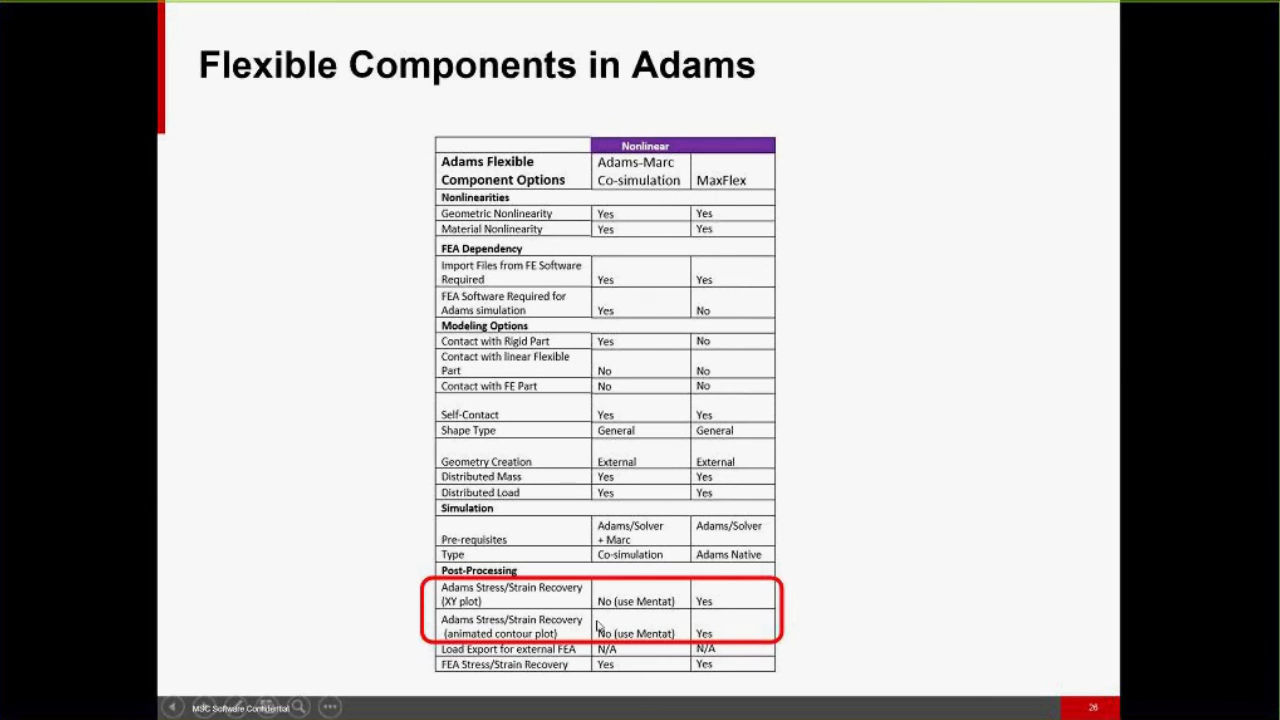 Flexible Components in Adams
Nonlinear
Adams Flexible Component Options Adams-Marc Co-simulation MaxFlex
Nonlinearities
Geometric Nonlinearity Yes Yes
Material Nonlinearity Yes Yes
FEA Dependency
Import Files from FE Software Required Yes Yes
FEA Software Required for Adams simulation Yes No
Modeling Options
Contact with Rigid Part Yes No
Contact with linear Flexible Part No No
Contact with FE Part No No
Self-Contact Yes Yes
Shape Type General General
Geometry Creation External External
Distributed Mass Yes Yes
Distributed Load Yes Yes
Simulation
Pre-requisites Adams/Solver + Marc Adams/Solver
Type Co-simulation Adams Native
Post-Processing
Adams Stress/Strain Recovery (XY plot) No (use Mentat) Yes
Adams Stress/Strain Recovery (animated contour plot) No (use Mentat) Yes
Load Export for external FEA N/A N/A
FEA Stress/Strain Recovery Yes Yes
MSC Software Confidential
26